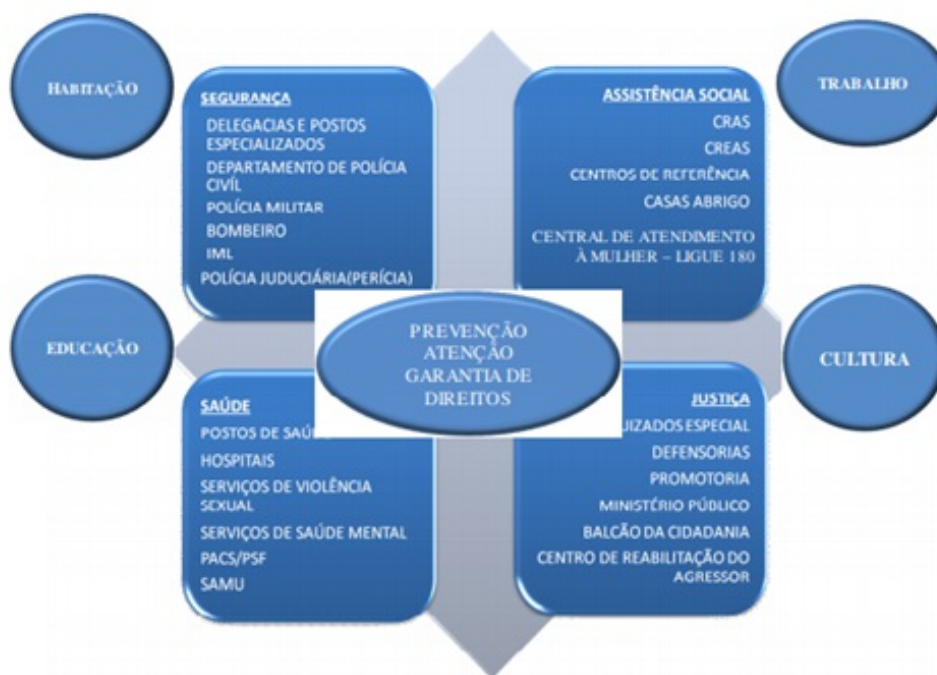 HABITAÇÃO
SEGURANÇA
DELEGACIAS E POSTOS
ESPECIALIZADOS
DEPARTAMENTO DE POLÍCIA
CIVÍL
POLÍCIA MILITAR
BOMBEIRO
IML
POLÍCIA JUDUCIÁRIA(PERÍCIA)
ASSISTÊNCIA SOCIAL
CRAS
CREAS
CENTROS DE REFERÊNCIA
CASAS ABRIGO
CENTRAL DE ATENDIMENTO
À MULHER – LIGUE 180
TRABALHO
EDUCAÇÃO
PREVENÇÃO
ATENÇÃO
GARANTIA DE
DIREITOS
CULTURA
SAÚDE
POSTOS DE
HOSPITAIS
SERVIÇOS DE VIOLÊNCIA
SEXUAL
SERVIÇOS DE SAÚDE MENTAL
PACS/PSF
SAMU
JUSTIÇA
ESPECIAL
DEFENSORIAS
PROMOTORIA
MINISTÉRIO PÚBLICO
BALCÃO DA CIDADANIA
CENTRO DE REABILITAÇÃO DO
AGRESSOR